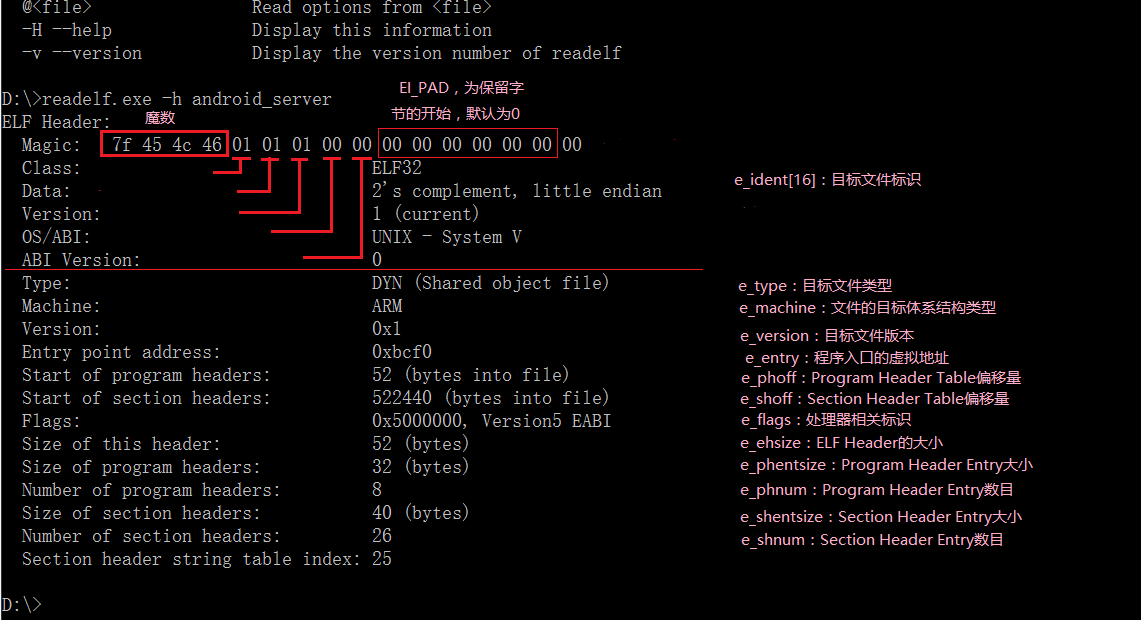 @<file> Read options from <file>
-H --help Display this information
-v --version Display the version number of readelf
D:\>readelf.exe -h android_server
EI_PAD，为保留字
节的开始，默认为0
魔数
ELF Header:
Magic: 7f 45 4c 46 01 01 01 00 00 00 00 00 00 00 00 00
Class: ELF32
Data: 2's complement, little endian
e_ident[16]：目标文件标识
Version: 1 (current)
OS/ABI: UNIX - System V
ABI Version: 0
Type: DYN (Shared object file) e_type：目标文件类型
Machine: ARM e_machine：文件的目标体系结构类型
Version: 0x1 e_version：目标文件版本
Entry point address: 0xbcf0 e_entry：程序入口的虚拟地址
Start of program headers: 52 (bytes into file) e_phoff：Program Header Table偏移量
Start of section headers: 522440 (bytes into file) e_shoff：Section Header Table偏移量
Flags: 0x5000000, Version5 EABI e_flags：处理器相关标识
Size of this header: 52 (bytes) e_ehsize：ELF Header的大小
Size of program headers: 32 (bytes) e_phentsize：Program Header Entry大小
Number of program headers: 8 e_phnum：Program Header Entry数目
Size of section headers: 40 (bytes) e_shentsize：Section Header Entry大小
Number of section headers: 26 e_shnum：Section Header Entry数目
Section header string table index: 25
D:\>